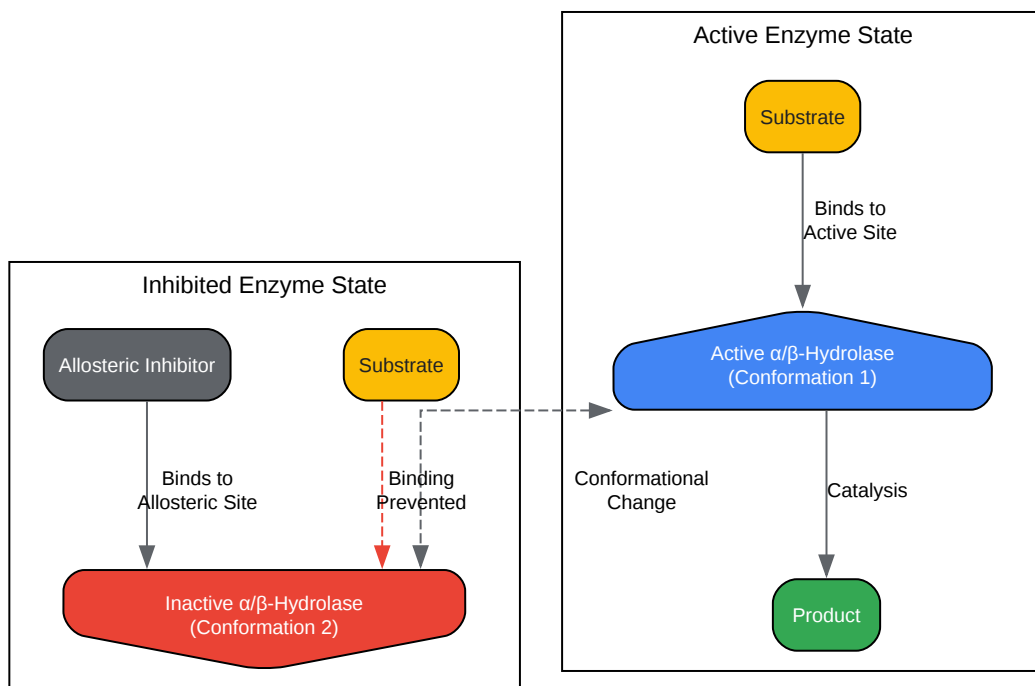 Active Enzyme State
Substrate
Binds to
Active Site
Inhibited Enzyme State
Allosteric Inhibitor
Substrate
Active α/β-Hydrolase
(Conformation 1)
Binds to
Allosteric Site
Binding
Prevented
Conformational
Change
Catalysis
Inactive α/β-Hydrolase
(Conformation 2)
Product